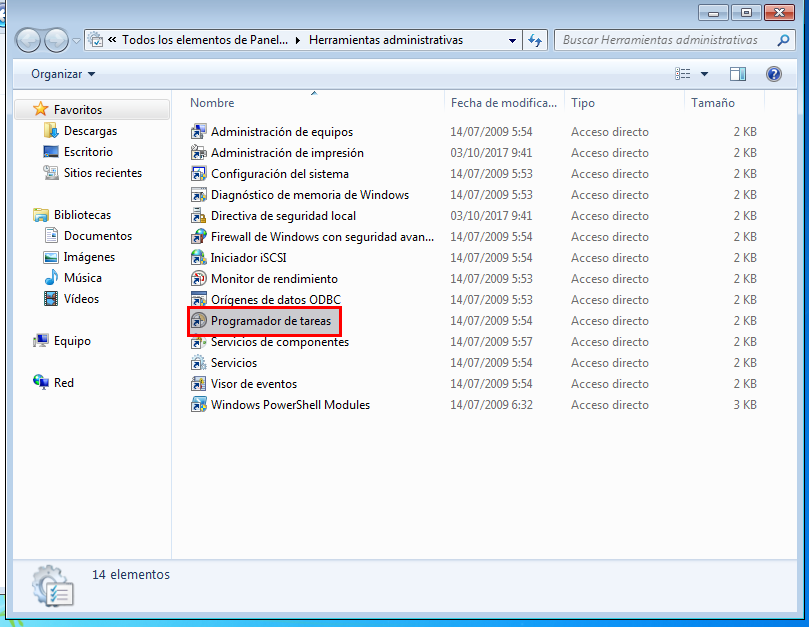 « Todos los elementos de Panel... ▸ Herramientas administrativas
Buscar Herramientas administrativas
Organizar
Nombre Fecha de modifica... Tipo Tamaño
Favoritos
Descargas
Escritorio
Sitios recientes
Bibliotecas
Documentos
Imágenes
Música
Vídeos
Equipo
Red
Administración de equipos 14/07/2009 5:54 Acceso directo 2 KB
Administración de impresión 03/10/2017 9:41 Acceso directo 2 KB
Configuración del sistema 14/07/2009 5:53 Acceso directo 2 KB
Diagnóstico de memoria de Windows 14/07/2009 5:53 Acceso directo 2 KB
Directiva de seguridad local 03/10/2017 9:41 Acceso directo 2 KB
Firewall de Windows con seguridad avan... 14/07/2009 5:54 Acceso directo 2 KB
Iniciador iSCSI 14/07/2009 5:54 Acceso directo 2 KB
Monitor de rendimiento 14/07/2009 5:53 Acceso directo 2 KB
Orígenes de datos ODBC 14/07/2009 5:53 Acceso directo 2 KB
Programador de tareas 14/07/2009 5:54 Acceso directo 2 KB
Servicios de componentes 14/07/2009 5:57 Acceso directo 2 KB
Servicios 14/07/2009 5:54 Acceso directo 2 KB
Visor de eventos 14/07/2009 5:54 Acceso directo 2 KB
Windows PowerShell Modules 14/07/2009 6:32 Acceso directo 3 KB
14 elementos